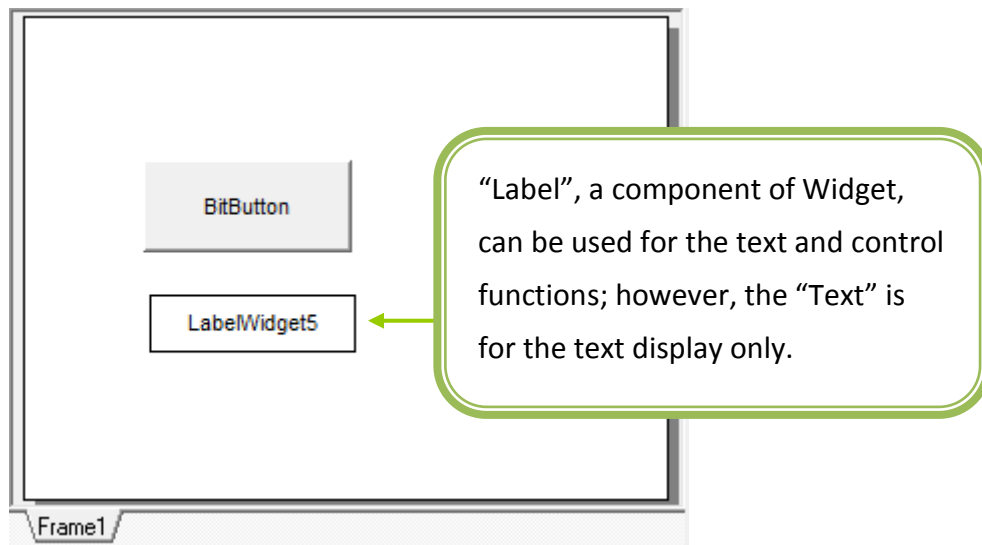 BitButton
LabelWidget5
“Label”, a component of Widget,
can be used for the text and control
functions; however, the “Text” is
for the text display only.
Frame1